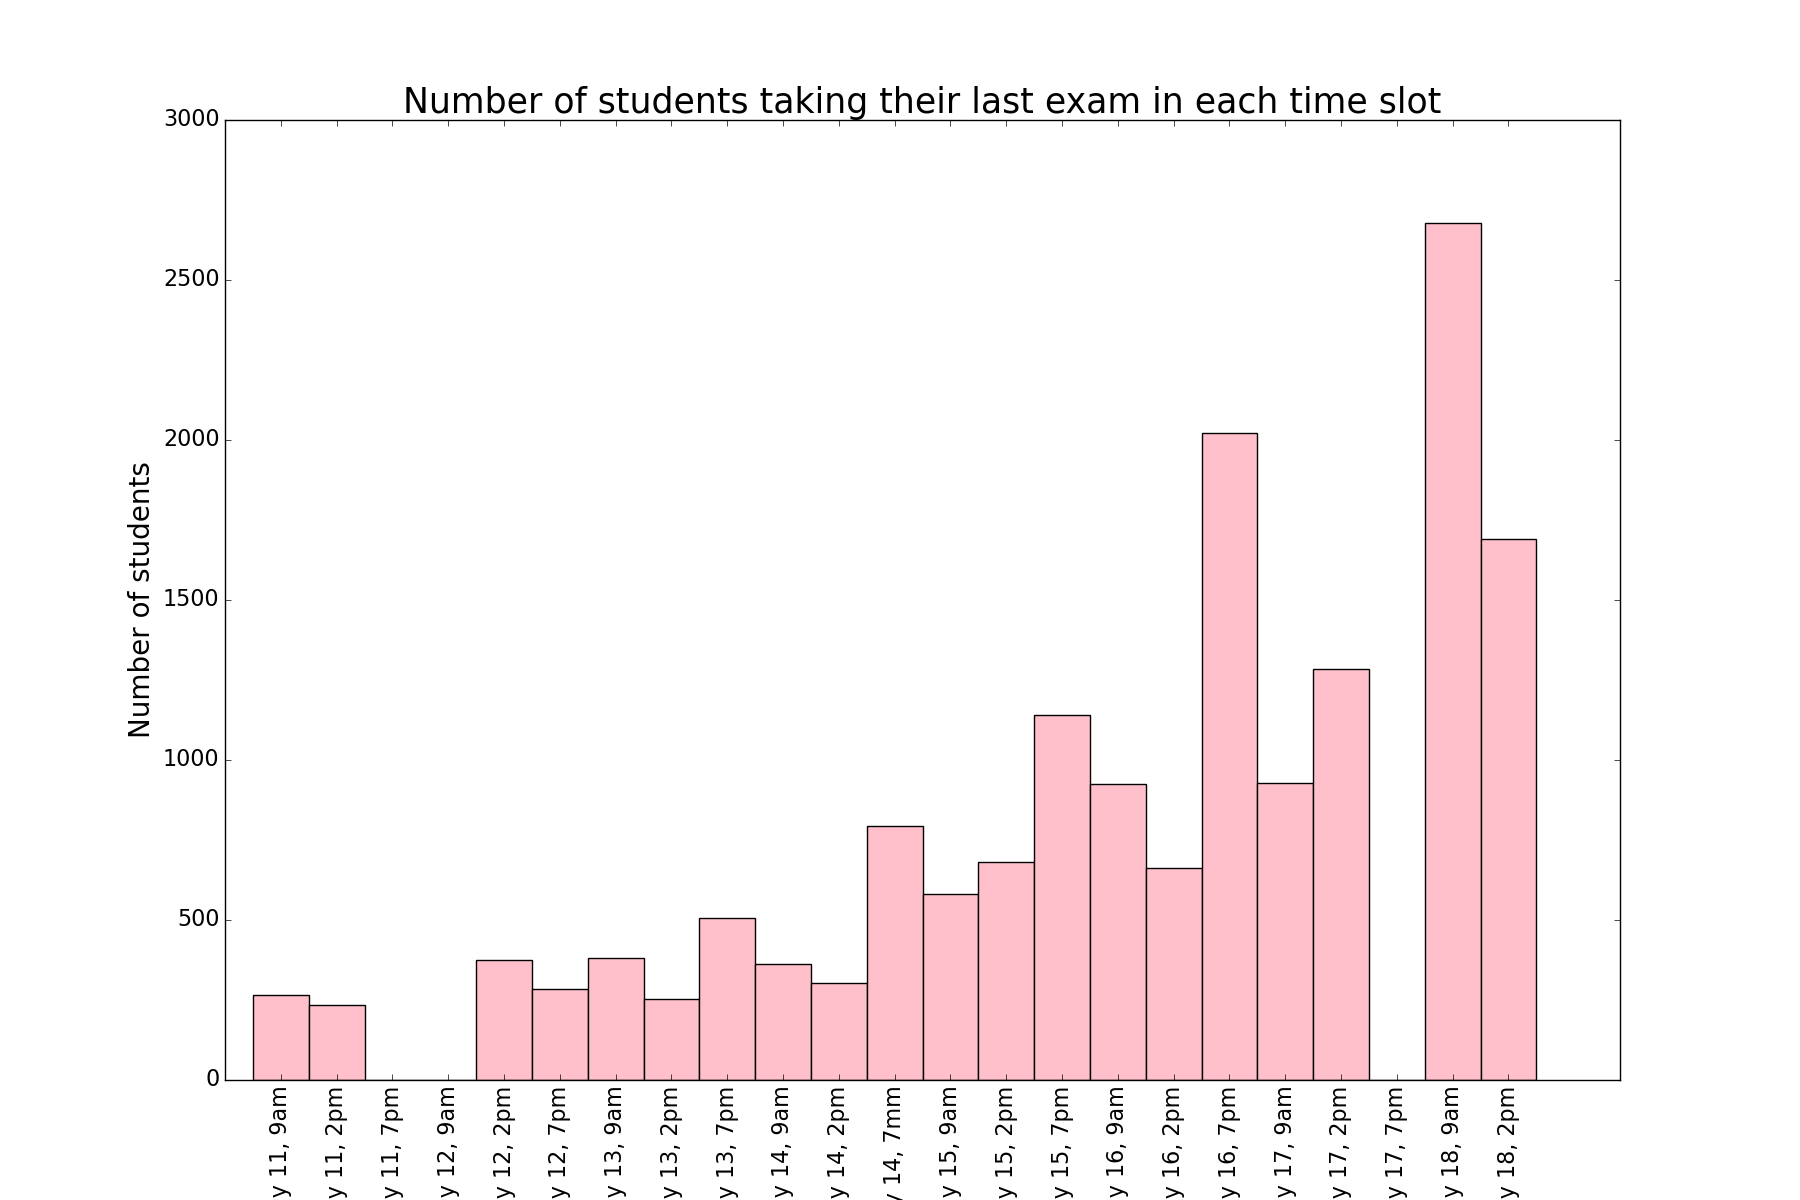 Number of students taking their last exam in each time slot
Number of students
3000
2500
2000
1500
1000
500
0
y 11, 9am
y 11, 2pm
y 11, 7pm
y 12, 9am
y 12, 2pm
y 12, 7pm
y 13, 9am
y 13, 2pm
y 13, 7pm
y 14, 9am
y 14, 2pm
y 14, 7mm
y 15, 9am
y 15, 2pm
y 15, 7pm
y 16, 9am
y 16, 2pm
y 16, 7pm
y 17, 9am
y 17, 2pm
y 17, 7pm
y 18, 9am
y 18, 2pm